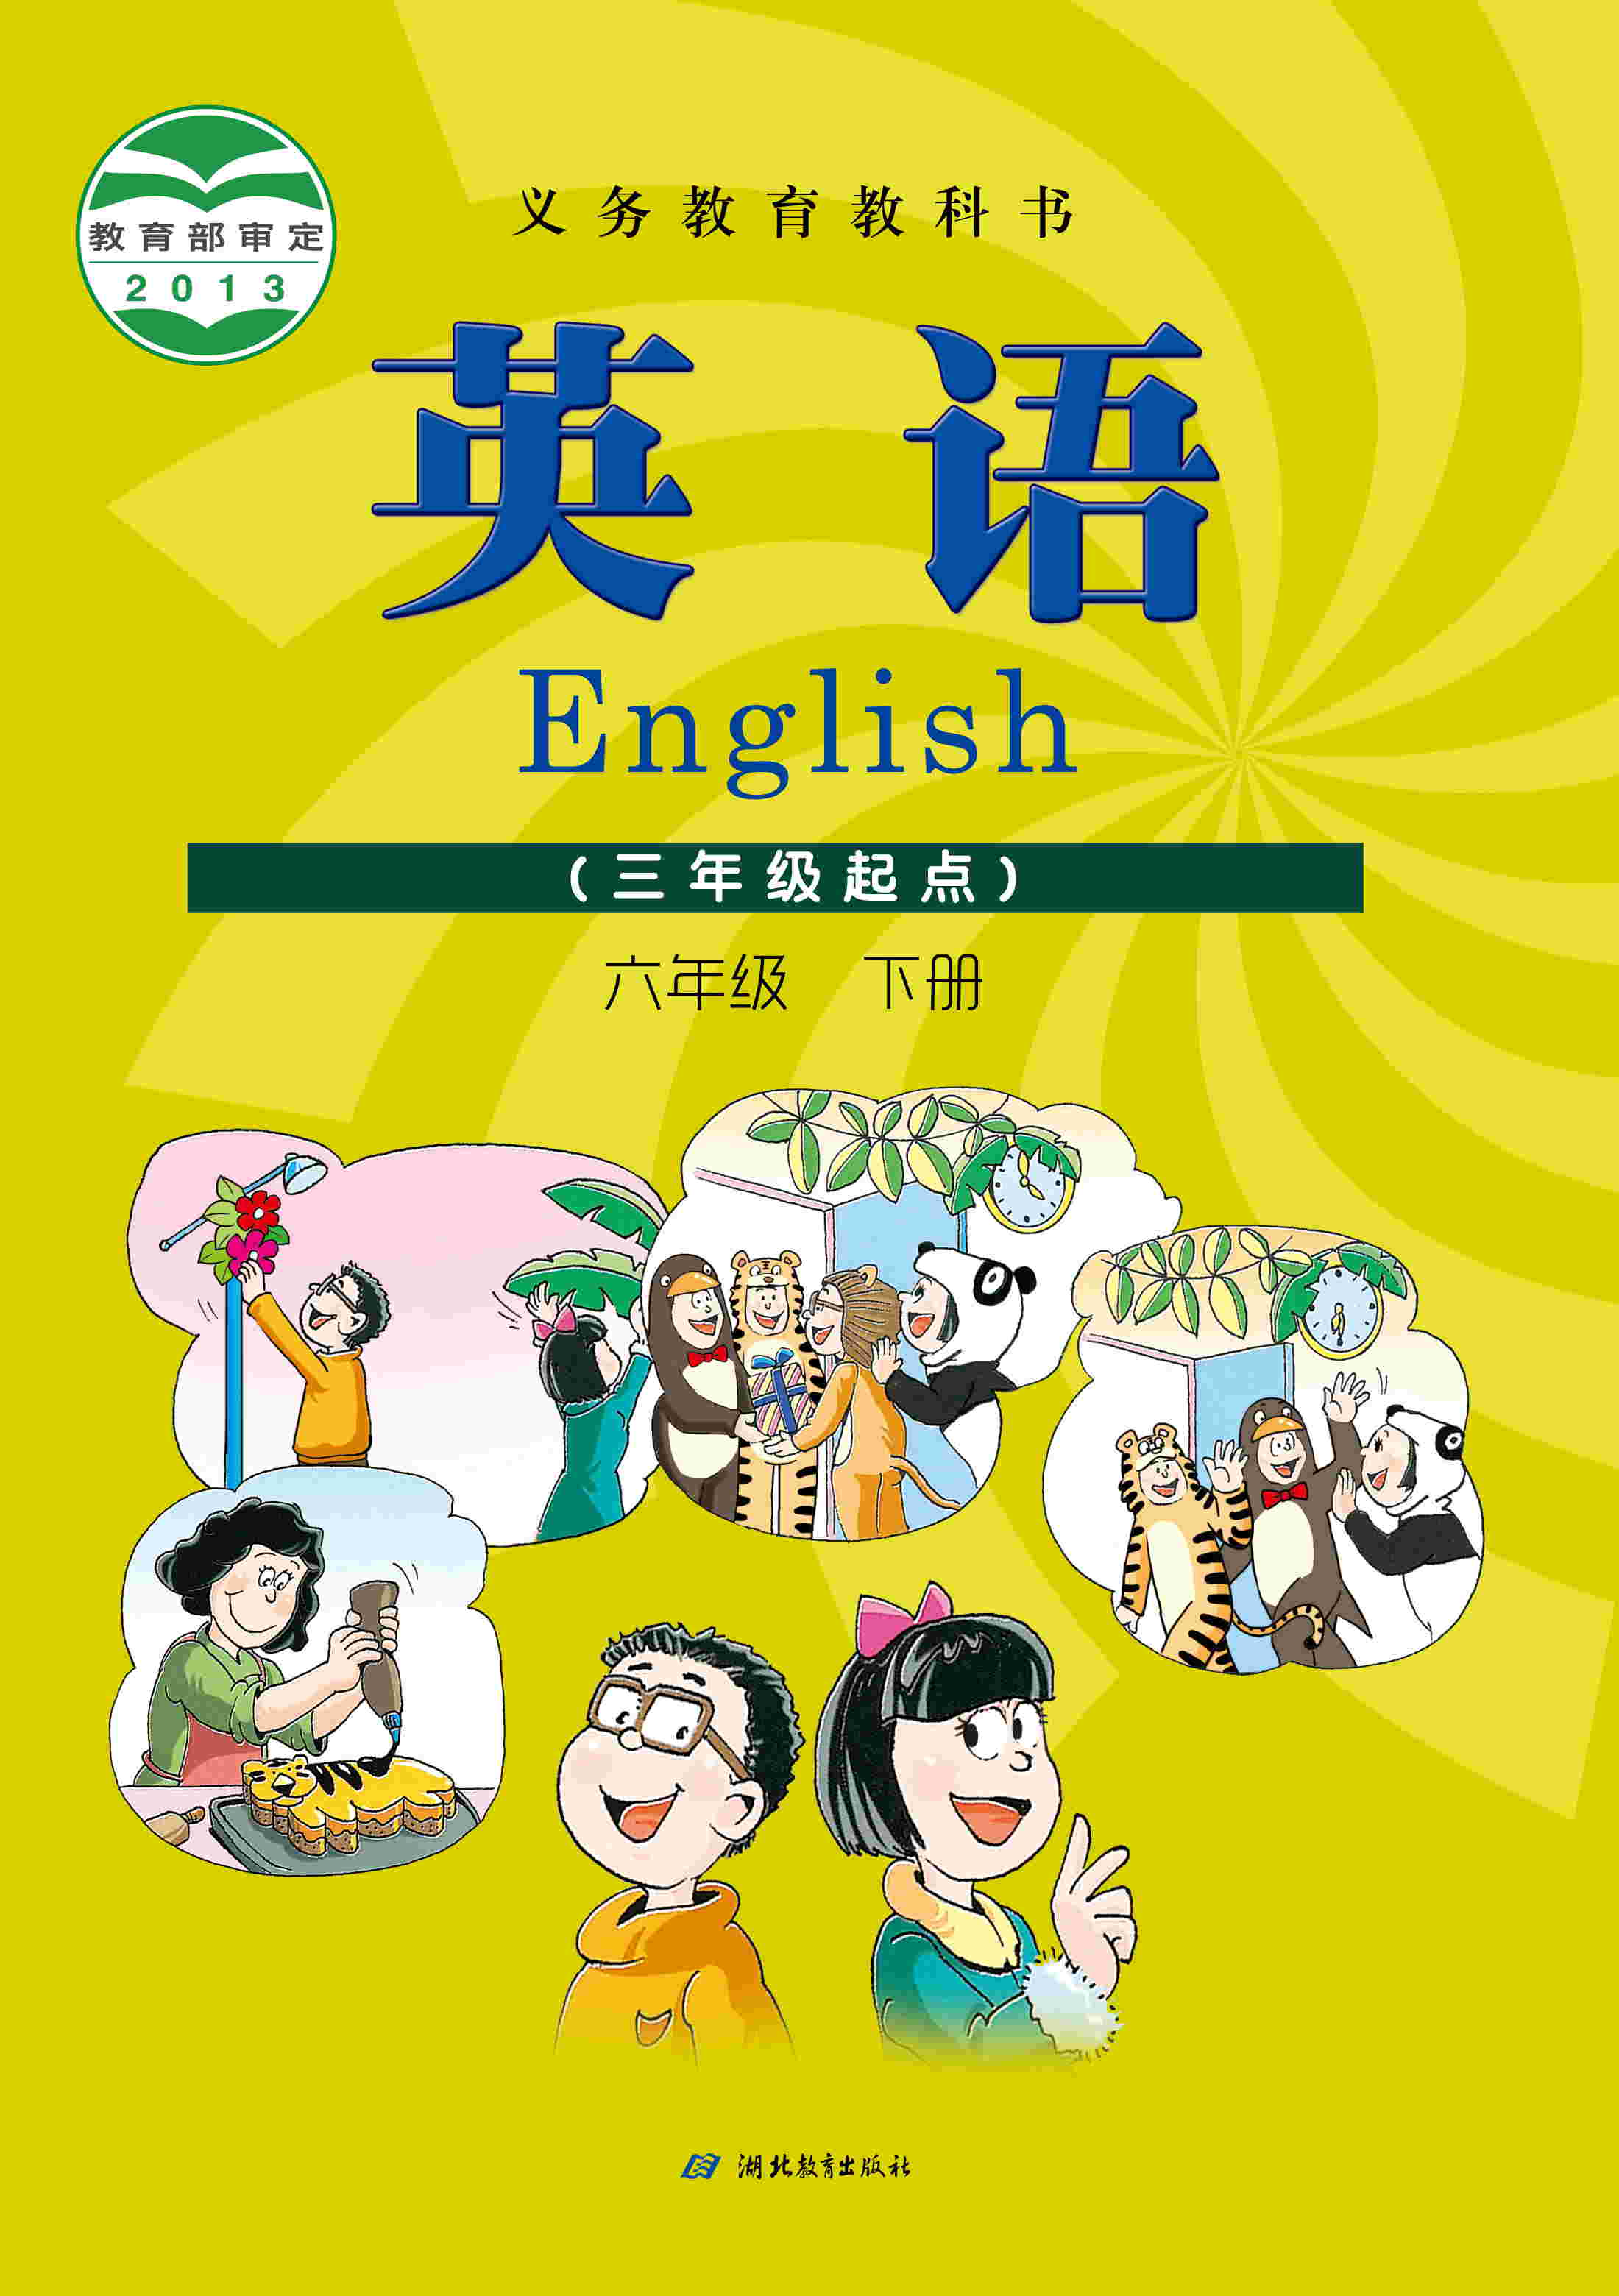 教育部审定
2013
义务教育教科书
英语
English
（三年级起点）
六年级 下册
湖北教育出版社